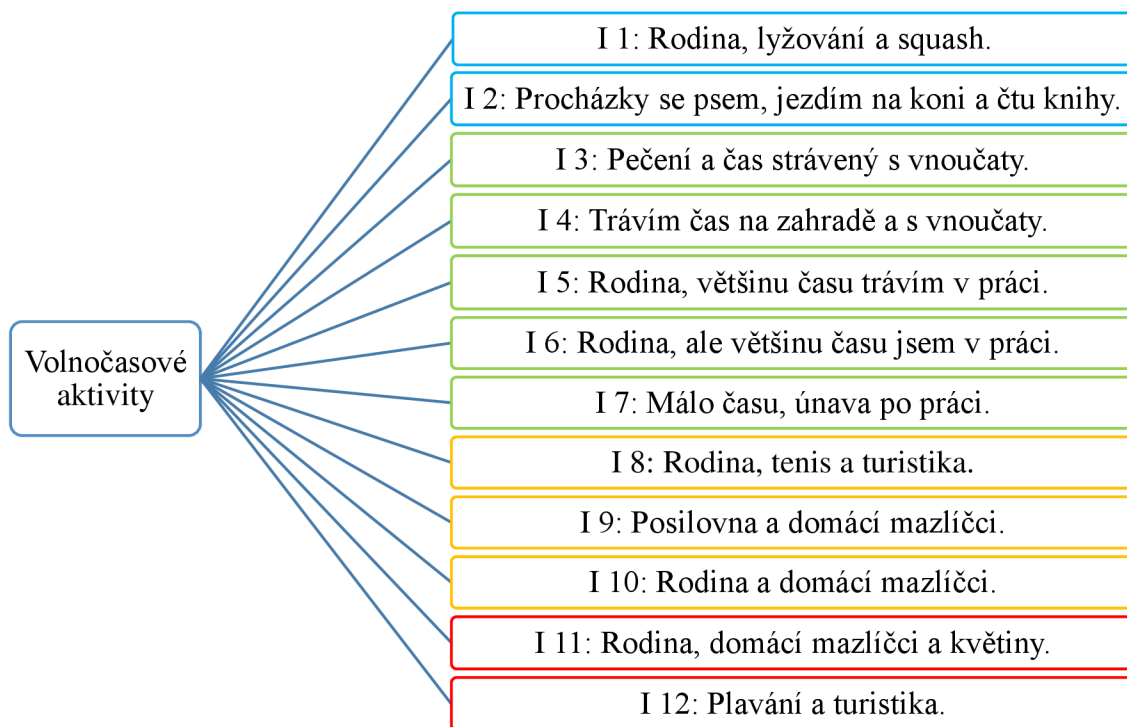 Volnočasové
aktivity
I 1: Rodina, lyžování a squash.
I 2: Procházky se psem, jezdím na koni a čtu knihy.
I 3: Pečení a čas strávený s vnoučaty.
I 4: Trávím čas na zahradě a s vnoučaty.
I 5: Rodina, většinu času trávím v práci.
I 6: Rodina, ale většinu času jsem v práci.
I 7: Málo času, únava po práci.
I 8: Rodina, tenis a turistika.
I 9: Posilovna a domácí mazlíčci.
I 10: Rodina a domácí mazlíčci.
I 11: Rodina, domácí mazlíčci a květiny.
I 12: Plavání a turistika.